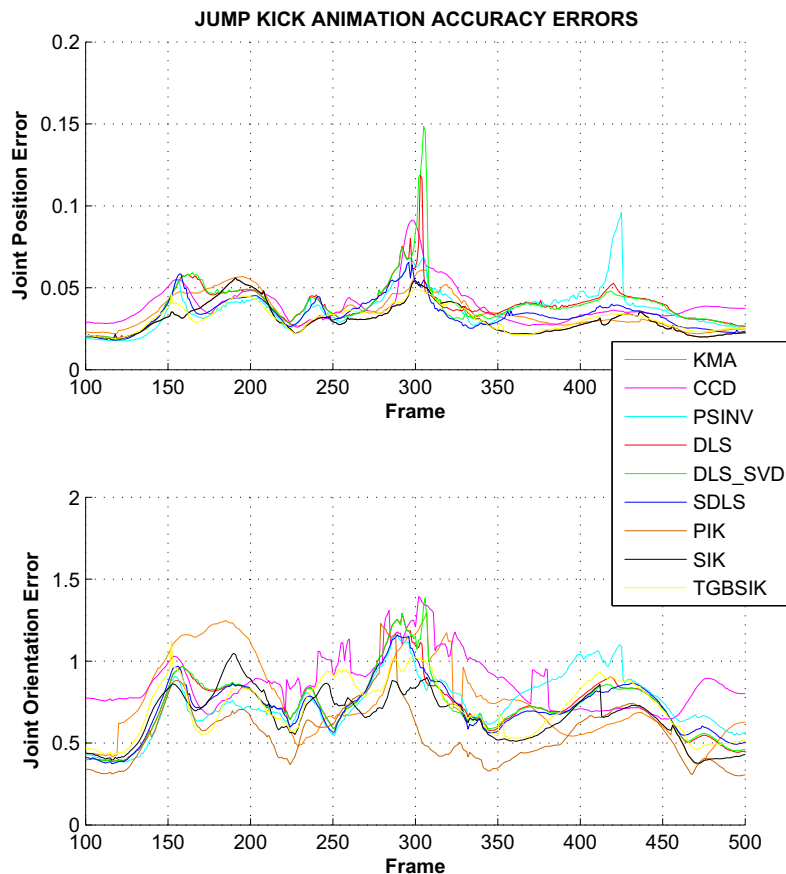 JUMP KICK ANIMATION ACCURACY ERRORS
Joint Position Error
0.2
0.15
0.1
0.05
0
100 150 200 250 300 350 400
Frame
KMA
CCD
PSINV
DLS
DLS_SVD
SDLS
PIK
SIK
TGBSIK
Joint Orientation Error
2
1.5
1
0.5
0
100 150 200 250 300 350 400 450 500
Frame